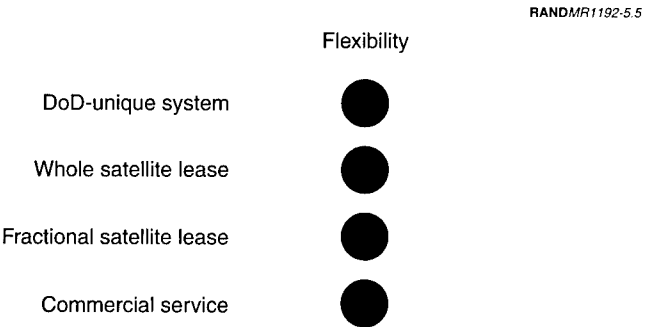 RANDMR1192-5.5
Flexibility
DoD-unique system
Whole satellite lease
Fractional satellite lease
Commercial service